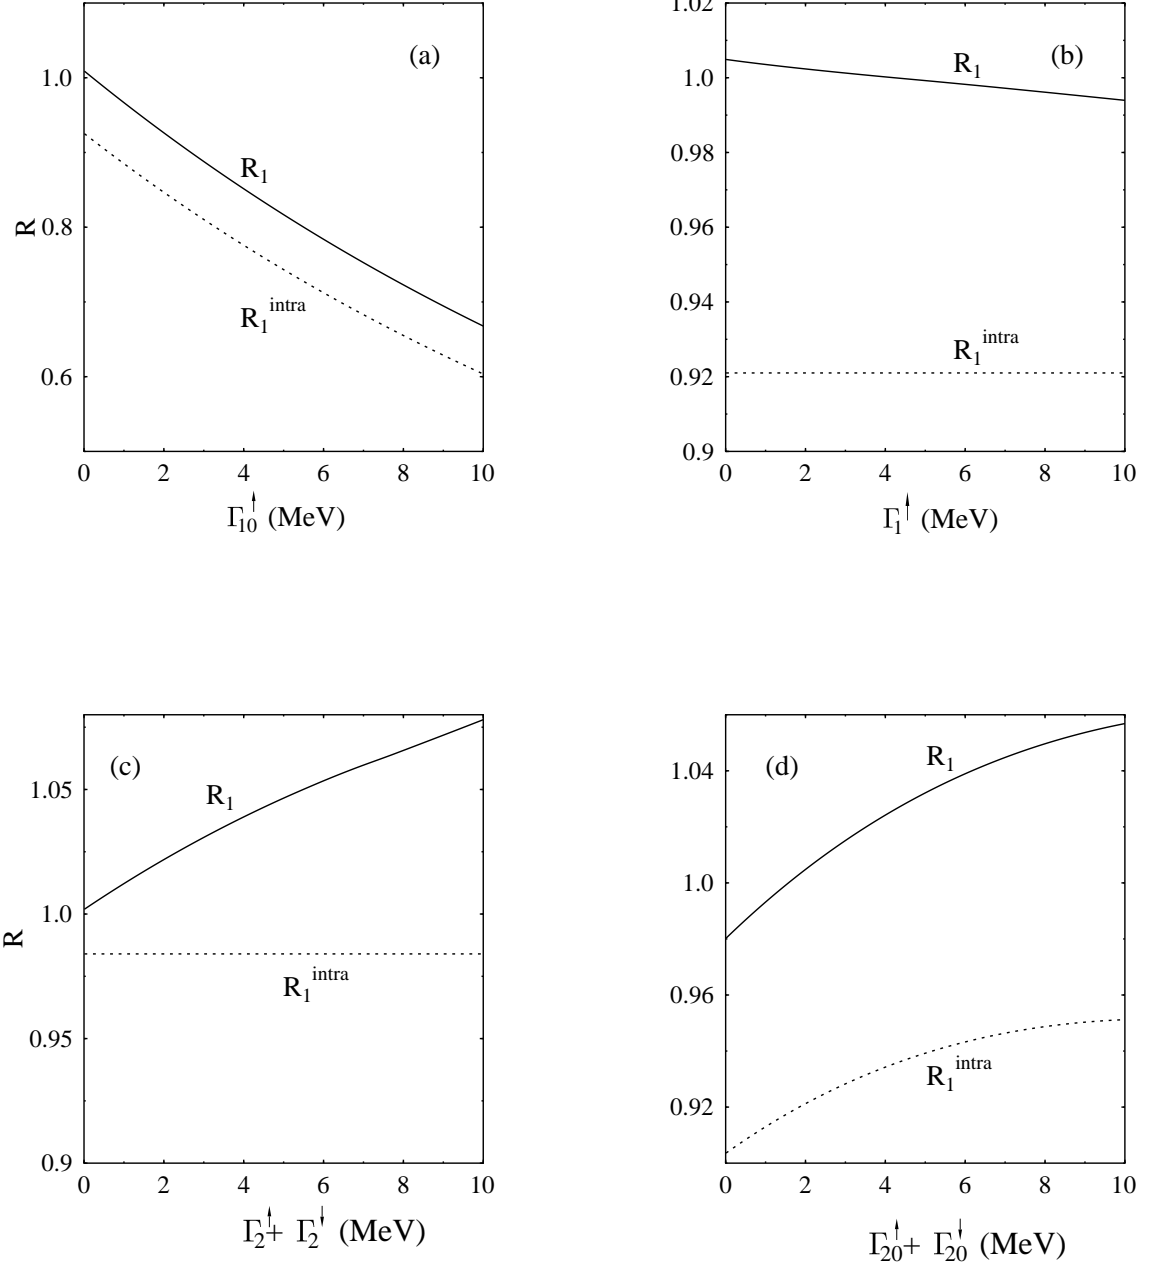 (a)
R
1.0
0.8
0.6
R₁
R₁^intra
0 2 4 6 8 10
Γ₁₀^↑ (MeV)
(b)
1.02
1.0
0.98
0.96
0.94
0.92
0.9
R₁
R₁^intra
0 2 4 6 8 10
Γ₁^↑ (MeV)
(c)
R
1.05
1.0
0.95
0.9
R₁
R₁^intra
0 2 4 6 8 10
Γ₂^↑ + Γ₂^↓ (MeV)
(d)
1.04
1.0
0.96
0.92
R₁
R₁^intra
0 2 4 6 8 10
Γ₂₀^↑ + Γ₂₀^↓ (MeV)